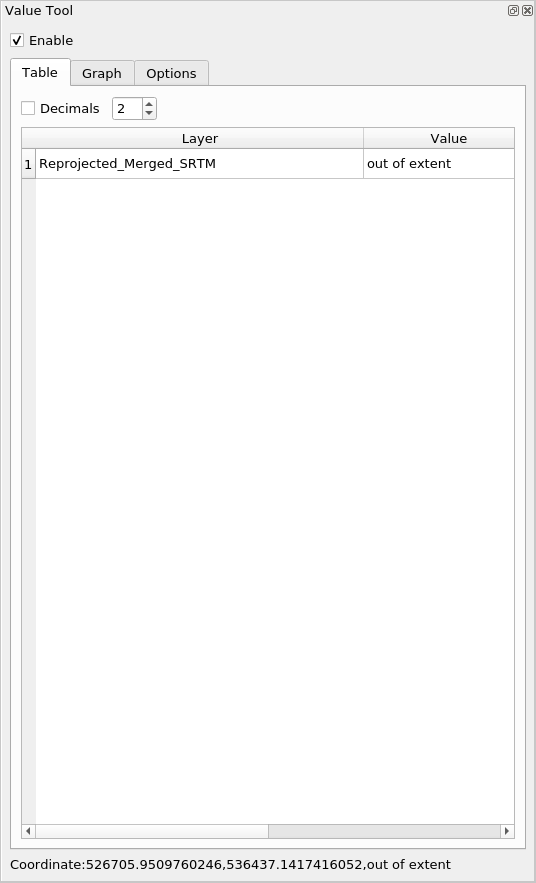 Value Tool
Enable
Table Graph Options
Decimals 2
Layer Value
1 Reprojected_Merged_SRTM out of extent
Coordinate:526705.9509760246,536437.1417416052,out of extent